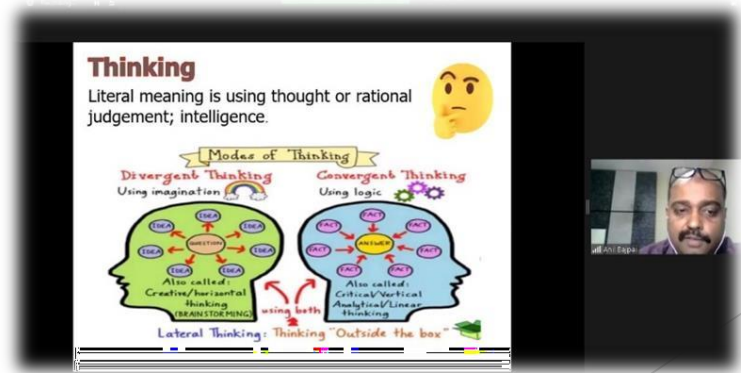 Thinking
Literal meaning is using thought or rational
judgement; intelligence.
Modes of Thinking
Divergent Thinking
Using imagination
Convergent Thinking
Using logic
IDEA
IDEA
IDEA
IDEA
QUESTION
IDEA
IDEA
IDEA
IDEA
Also called:
Creative/horizontal
thinking
(BRAINSTORMING)
FACT
FACT
FACT
FACT
ANSWER
FACT
FACT
FACT
Also called:
Critical/Vertical
Analytical/Linear
thinking
using both
Lateral Thinking: Thinking "Outside the box"